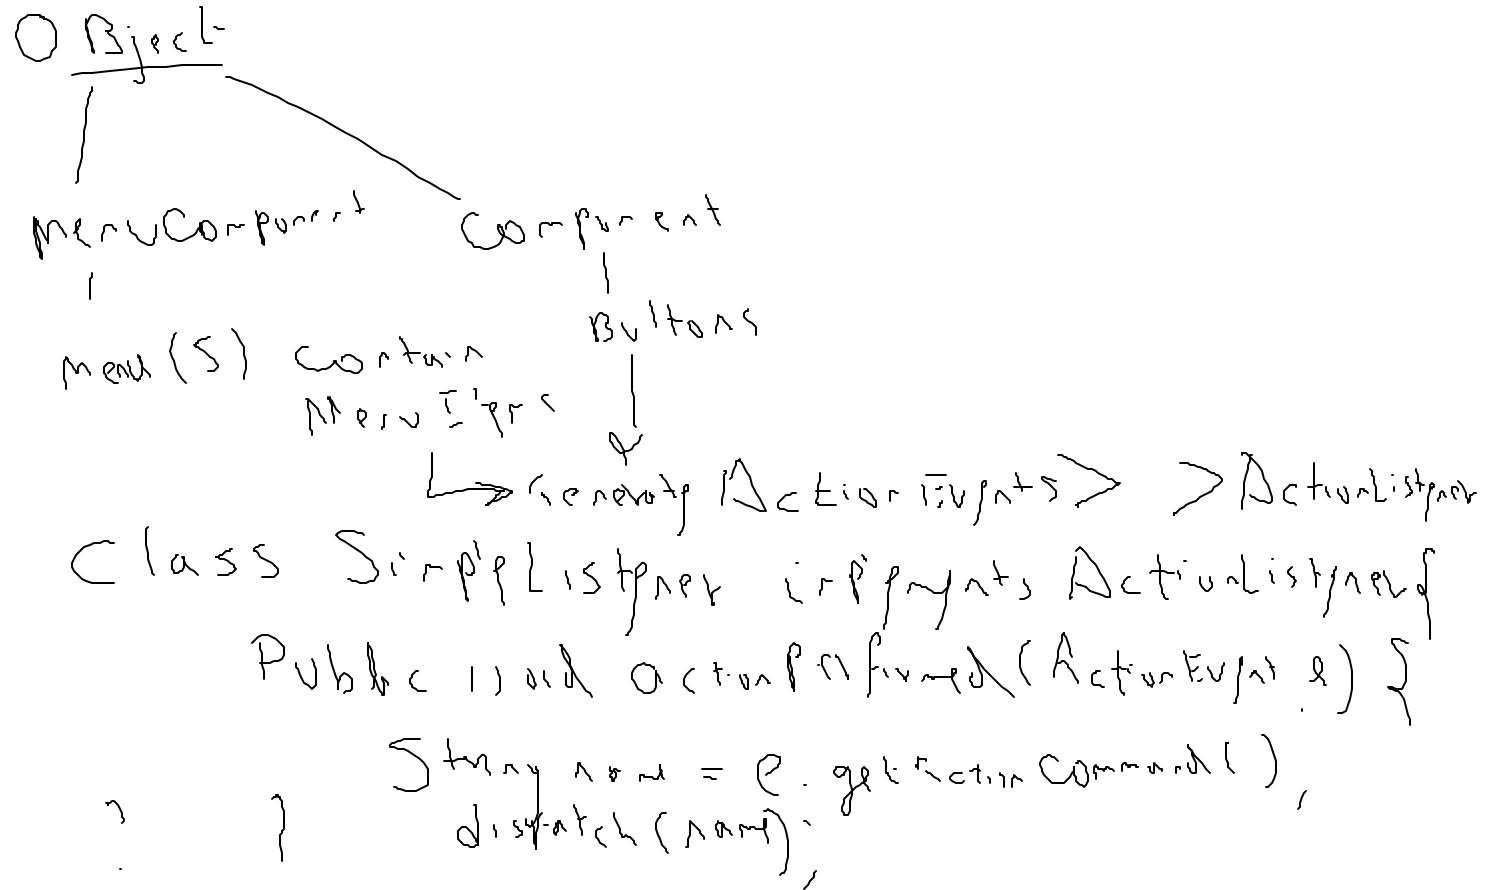 OBject
MenuComponent Component
Buttons
Menu(s) contain
MenuItems
Generate ActionEvents > > ActionListener
Class SimpleListener implements ActionListener {
Public void actionPerformed(ActionEvent e) {
String name = e.getActionCommand();
dispatch(name);
}